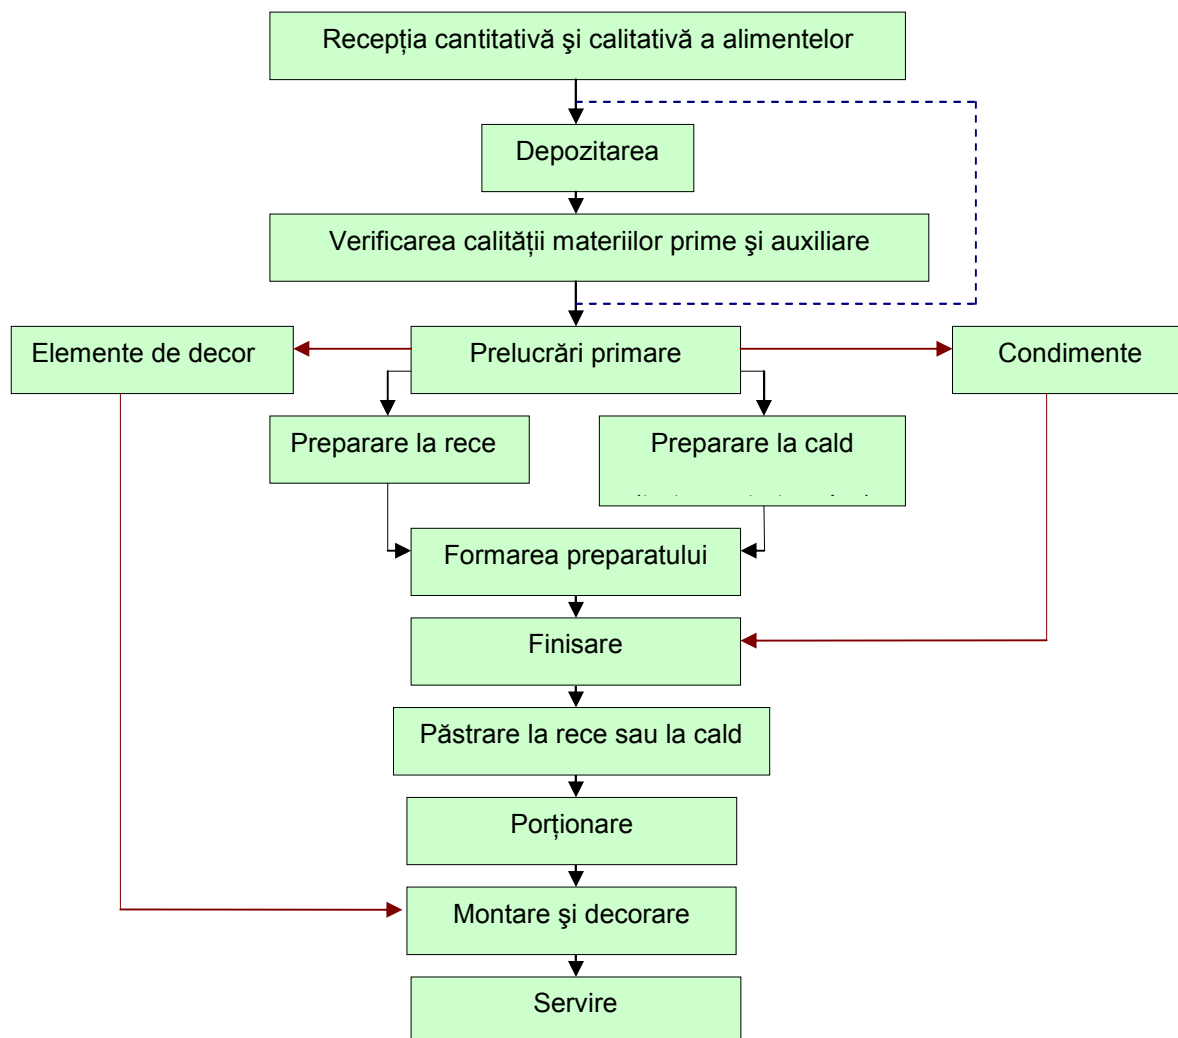 Recepția cantitativă şi calitativă a alimentelor
Depozitarea
Verificarea calității materiilor prime şi auxiliare
Elemente de decor
Prelucrări primare
Condimente
Preparare la rece
Preparare la cald
Formarea preparatului
Finisare
Păstrare la rece sau la cald
Porționare
Montare şi decorare
Servire